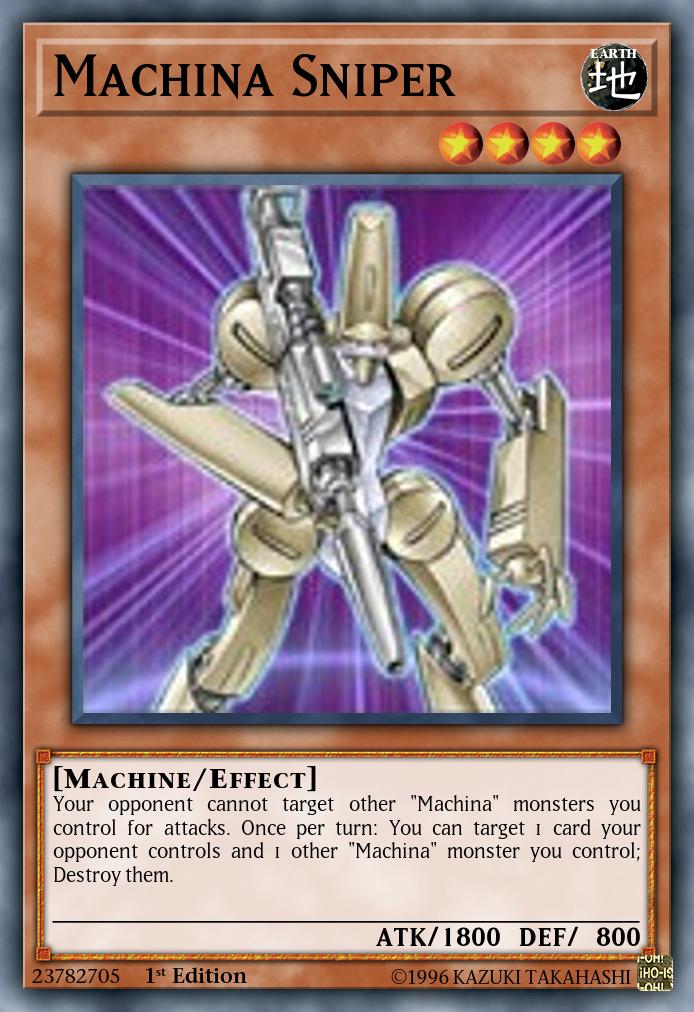 MACHINA SNIPER
EARTH
地
[MACHINE/EFFECT]
Your opponent cannot target other "Machina" monsters you
control for attacks. Once per turn: You can target 1 card your
opponent controls and 1 other "Machina" monster you control;
Destroy them.
ATK/1800 DEF/ 800
23782705 1st Edition ©1996 KAZUKI TAKAHASHI